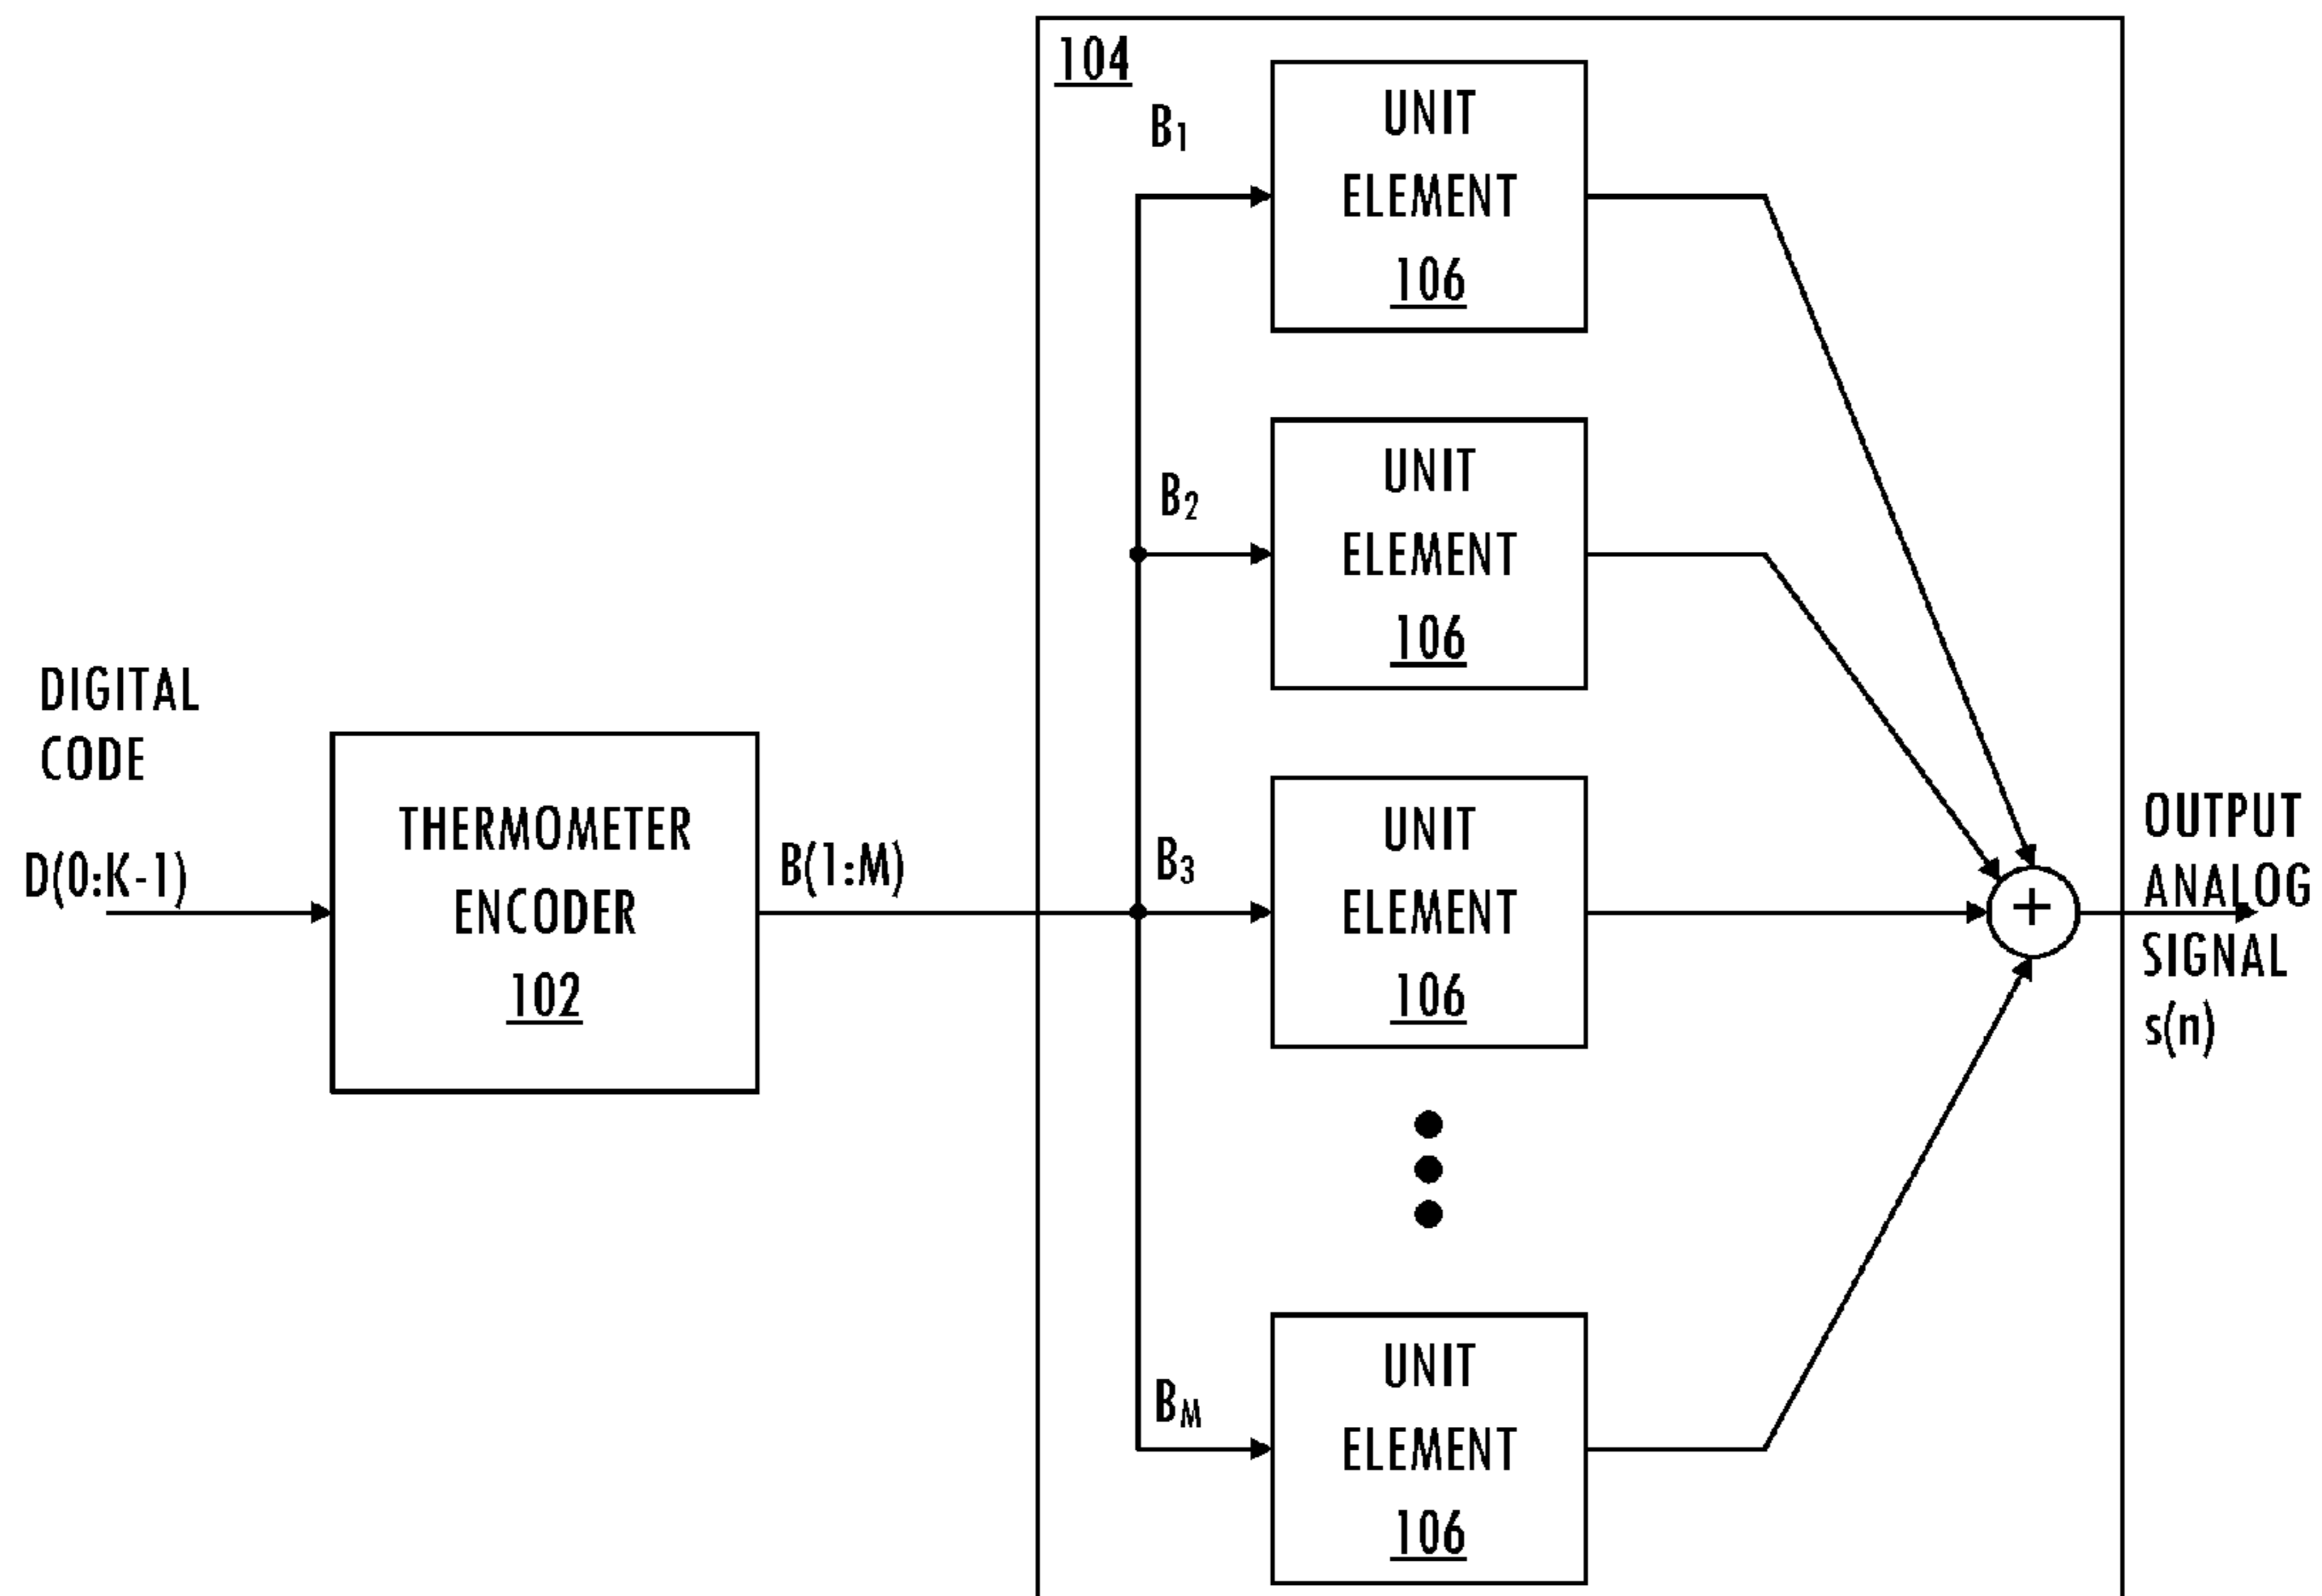 104
B1
UNIT
ELEMENT
106
B2
UNIT
ELEMENT
106
DIGITAL
CODE
D(0:K-1)
THERMOMETER
ENCODER
102
B(1:M)
B3
UNIT
ELEMENT
106
+
OUTPUT
ANALOG
SIGNAL
s(n)
BM
UNIT
ELEMENT
106